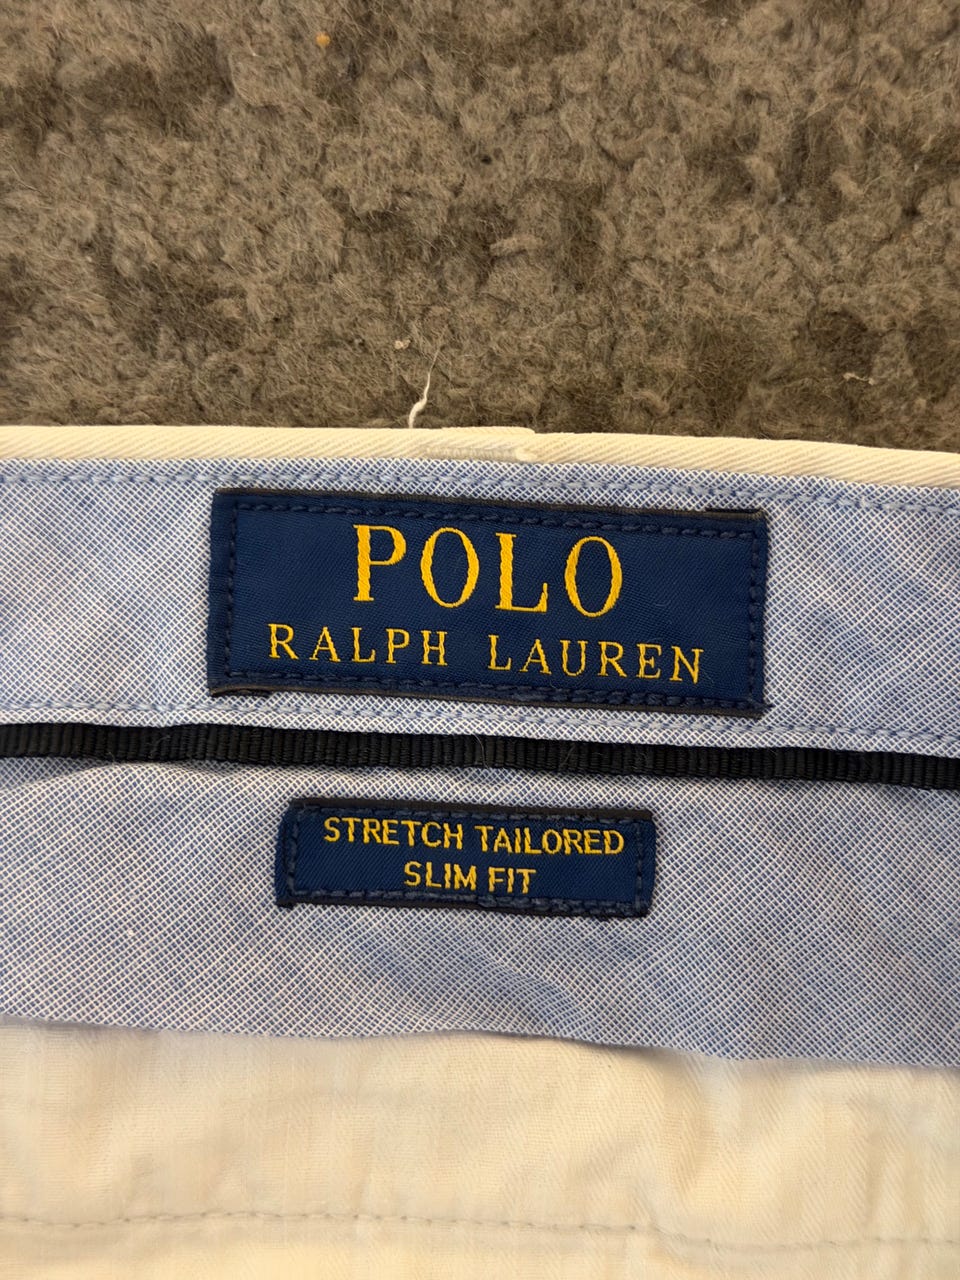 POLO
RALPH LAUREN
STRETCH TAILORED
SLIM FIT